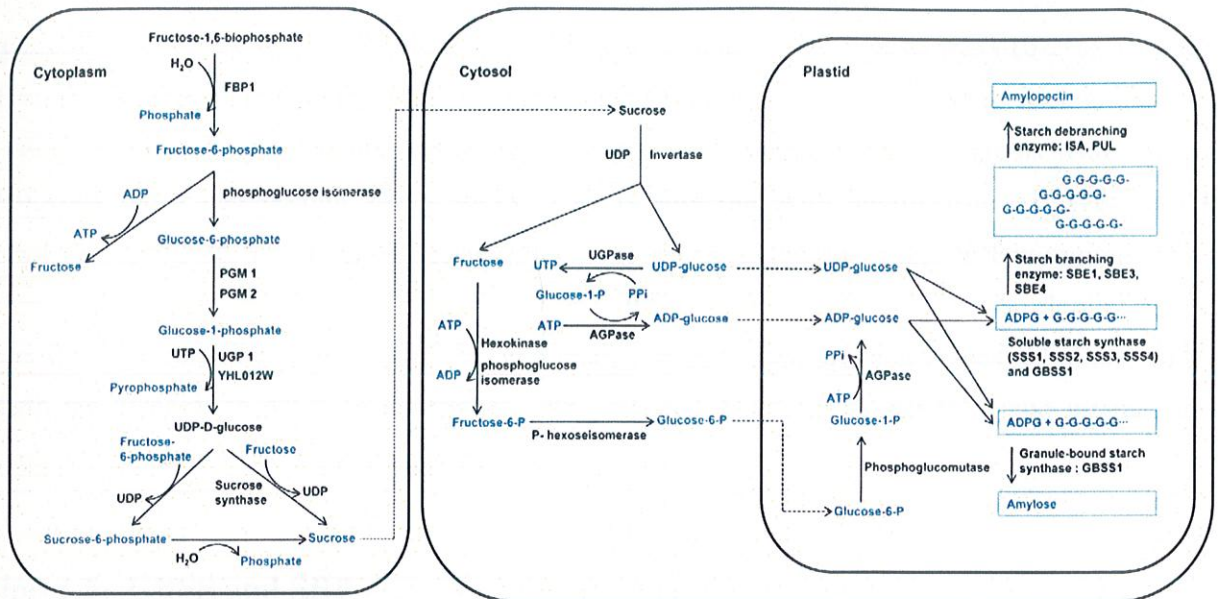 Cytoplasm
Fructose-1,6-biophosphate
H₂O
FBP1
Phosphate
Fructose-6-phosphate
ADP
phosphoglucose isomerase
ATP
Fructose
Glucose-6-phosphate
PGM 1
PGM 2
Glucose-1-phosphate
UTP
UGP 1
YHL012W
Pyrophosphate
UDP-D-glucose
Fructose-
6-phosphate
Fructose
UDP
Sucrose
synthase
UDP
Sucrose-6-phosphate
Sucrose
H₂O
Phosphate
Cytosol
Sucrose
UDP
Invertase
Fructose
UTP
UGPase
UDP-glucose
Glucose-1-P
PPi
ATP
AGPase
ADP-glucose
ATP
Hexokinase
phosphoglucose
isomerase
ADP
Fructose-6-P
P- hexoseisomerase
Glucose-6-P
Plastid
UDP-glucose
ADP-glucose
PPi
AGPase
ATP
Glucose-1-P
Phosphoglucomutase
Glucose-6-P
Amylopectin
Starch debranching
enzyme: ISA, PUL
G-G-G-G-G-
G-G-G-G-G-
G-G-G-G-G-
G-G-G-G-G-
Starch branching
enzyme: SBE1, SBE3,
SBE4
ADPG + G-G-G-G-G···
Soluble starch synthase
(SSS1, SSS2, SSS3, SSS4)
and GBSS1
ADPG + G-G-G-G-G···
Granule-bound starch
synthase : GBSS1
Amylose